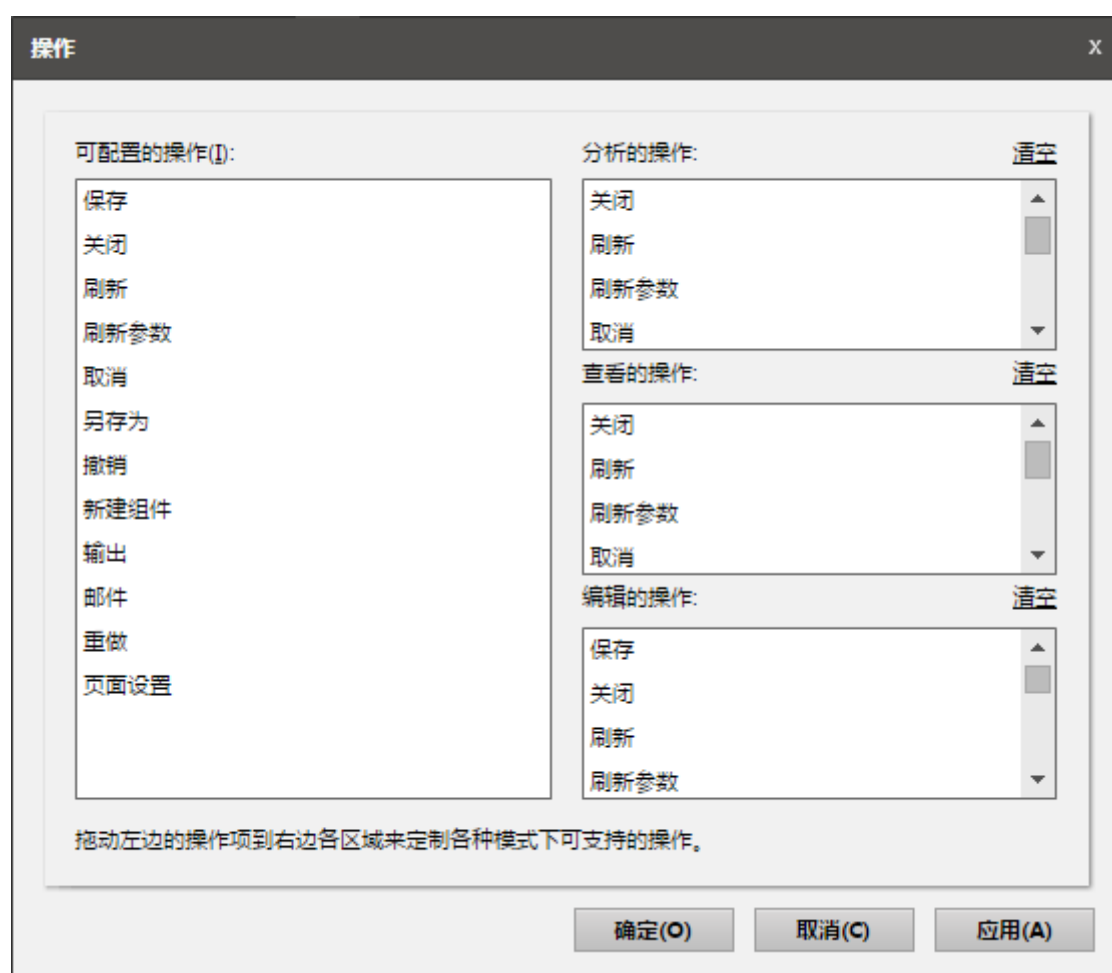 操作
x
可配置的操作(I):
保存
关闭
刷新
刷新参数
取消
另存为
撤销
新建组件
输出
邮件
重做
页面设置
分析的操作:
清空
关闭
刷新
刷新参数
取消
查看的操作:
清空
关闭
刷新
刷新参数
取消
编辑的操作:
清空
保存
关闭
刷新
刷新参数
拖动左边的操作项到右边各区域来定制各种模式下可支持的操作。
确定(O)
取消(C)
应用(A)